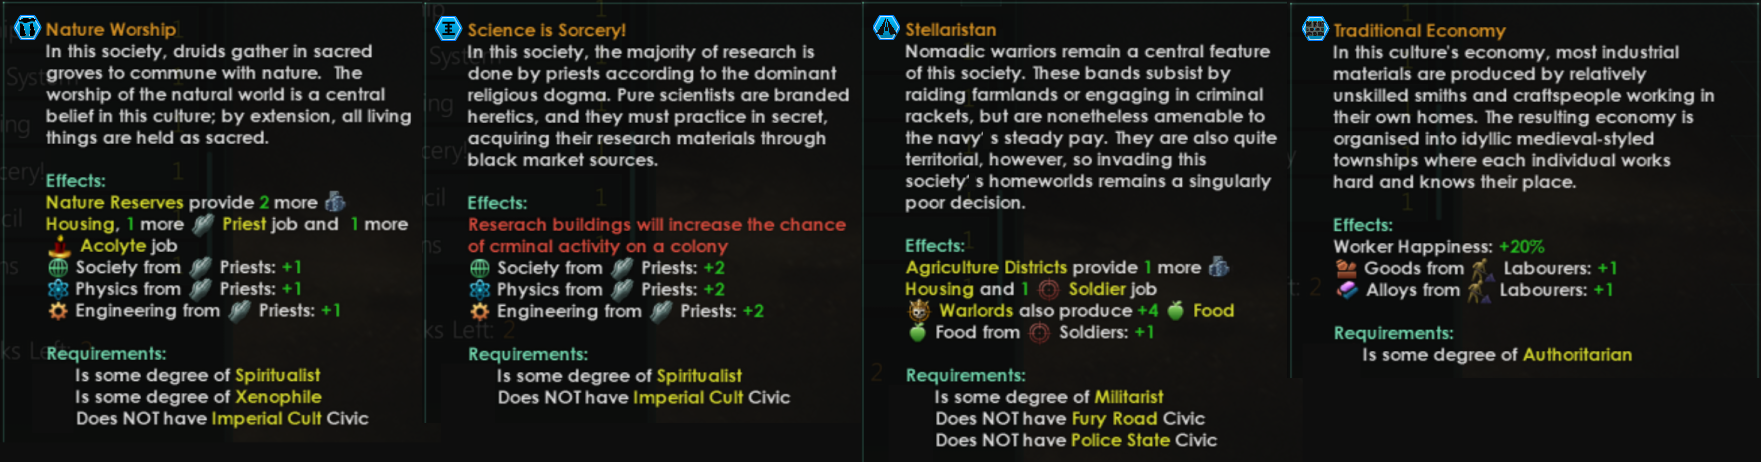 Nature Worship
In this society, druids gather in sacred
groves to commune with nature. The
worship of the natural world is a central
belief in this culture; by extension, all living
things are held as sacred.
Effects:
Nature Reserves provide 2 more
Housing, 1 more Priest job and 1 more
Acolyte job
Society from Priests: +1
Physics from Priests: +1
Engineering from Priests: +1
Requirements:
Is some degree of Spiritualist
Is some degree of Xenophile
Does NOT have Imperial Cult Civic
Science is Sorcery!
In this society, the majority of research is
done by priests according to the dominant
religious dogma. Pure scientists are branded
heretics, and they must practice in secret,
acquiring their research materials through
black market sources.
Effects:
Reserach buildings will increase the chance
of crminal activity on a colony
Society from Priests: +2
Physics from Priests: +2
Engineering from Priests: +2
Requirements:
Is some degree of Spiritualist
Does NOT have Imperial Cult Civic
Stellaristan
Nomadic warriors remain a central feature
of this society. These bands subsist by
raiding farmlands or engaging in criminal
rackets, but are nonetheless amenable to
the navy' s steady pay. They are also quite
territorial, however, so invading this
society' s homeworlds remains a singularly
poor decision.
Effects:
Agriculture Districts provide 1 more
Housing and 1 Soldier job
Warlords also produce +4 Food
Food from Soldiers: +1
Requirements:
Is some degree of Militarist
Does NOT have Fury Road Civic
Does NOT have Police State Civic
Traditional Economy
In this culture's economy, most industrial
materials are produced by relatively
unskilled smiths and craftspeople working in
their own homes. The resulting economy is
organised into idyllic medieval-styled
townships where each individual works
hard and knows their place.
Effects:
Worker Happiness: +20%
Goods from Labourers: +1
Alloys from Labourers: +1
Requirements:
Is some degree of Authoritarian